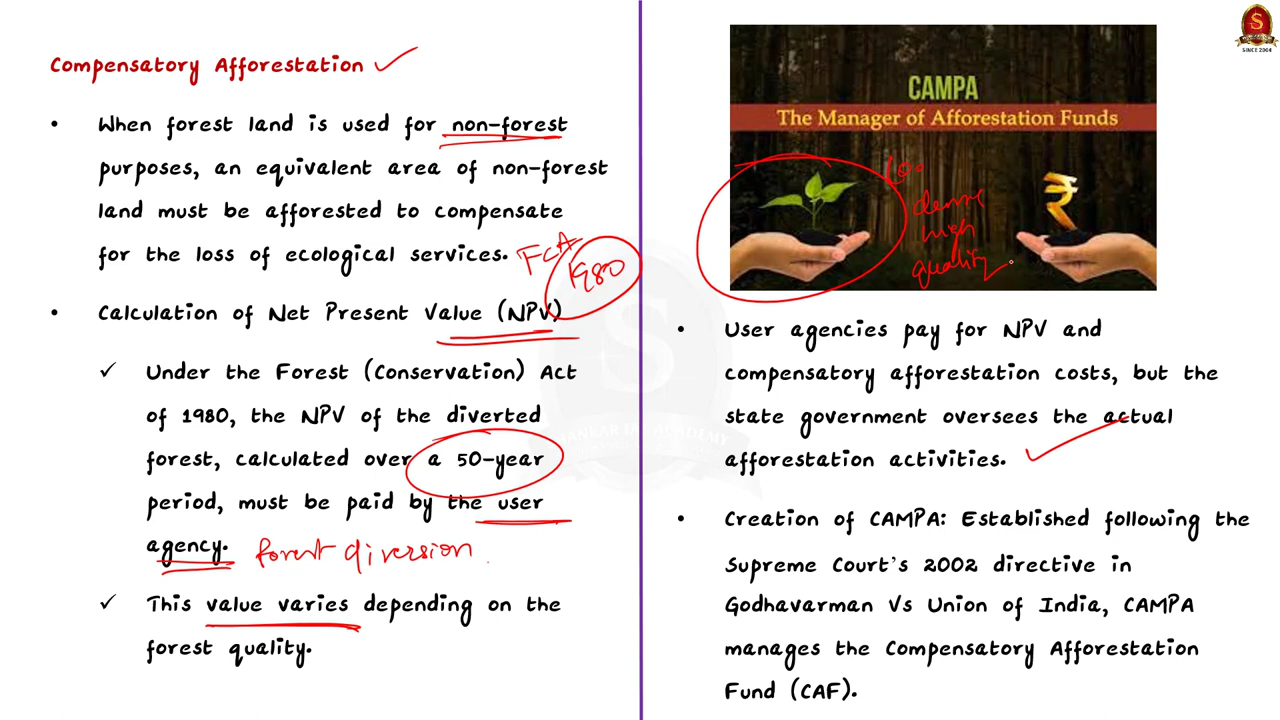 Compensatory Afforestation
• When forest land is used for non-forest
purposes, an equivalent area of non-forest
land must be afforested to compensate
for the loss of ecological services.
FCA
1980
• Calculation of Net Present Value (NPV)
✓ Under the Forest (Conservation) Act
of 1980, the NPV of the diverted
forest, calculated over a 50-year
period, must be paid by the user
agency.
forest diversion
✓ This value varies depending on the
forest quality.
SINCE 2004
CAMPA
The Manager of Afforestation Funds
dense
high
quality
• User agencies pay for NPV and
compensatory afforestation costs, but the
state government oversees the actual
afforestation activities.
• Creation of CAMPA: Established following the
Supreme Court's 2002 directive in
Godhavarman Vs Union of India, CAMPA
manages the Compensatory Afforestation
Fund (CAF).